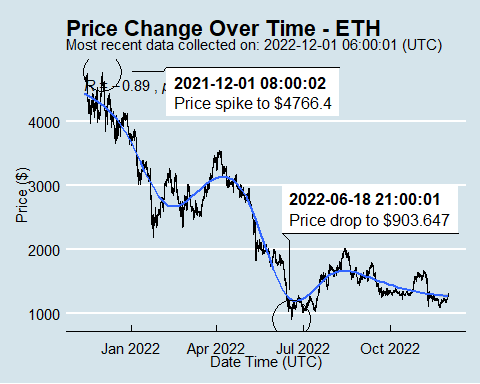 Price Change Over Time - ETH
Most recent data collected on: 2022-12-01 06:00:01 (UTC)
R = -0.89 , p
2021-12-01 08:00:02
Price spike to $4766.4
2022-06-18 21:00:01
Price drop to $903.647
Price ($)
4000
3000
2000
1000
Jan 2022
Apr 2022
Jul 2022
Oct 2022
Date Time (UTC)